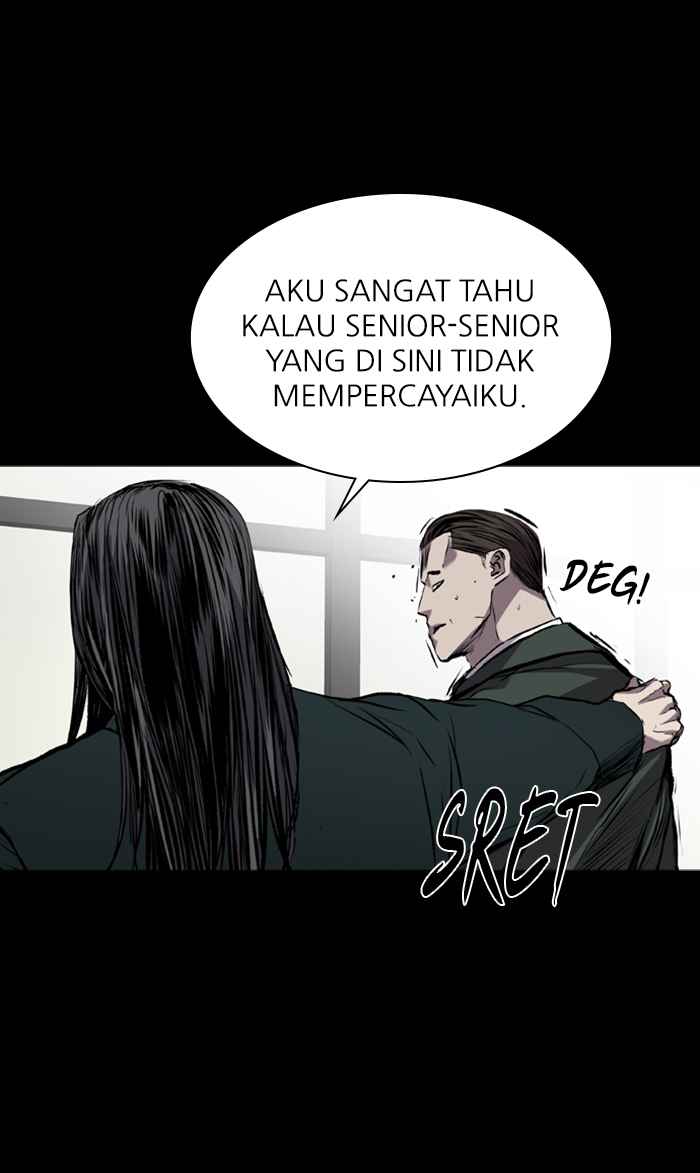 AKU SANGAT TAHU
KALAU SENIOR-SENIOR
YANG DI SINI TIDAK
MEMPERCAYAIKU.
DEG!
SRET